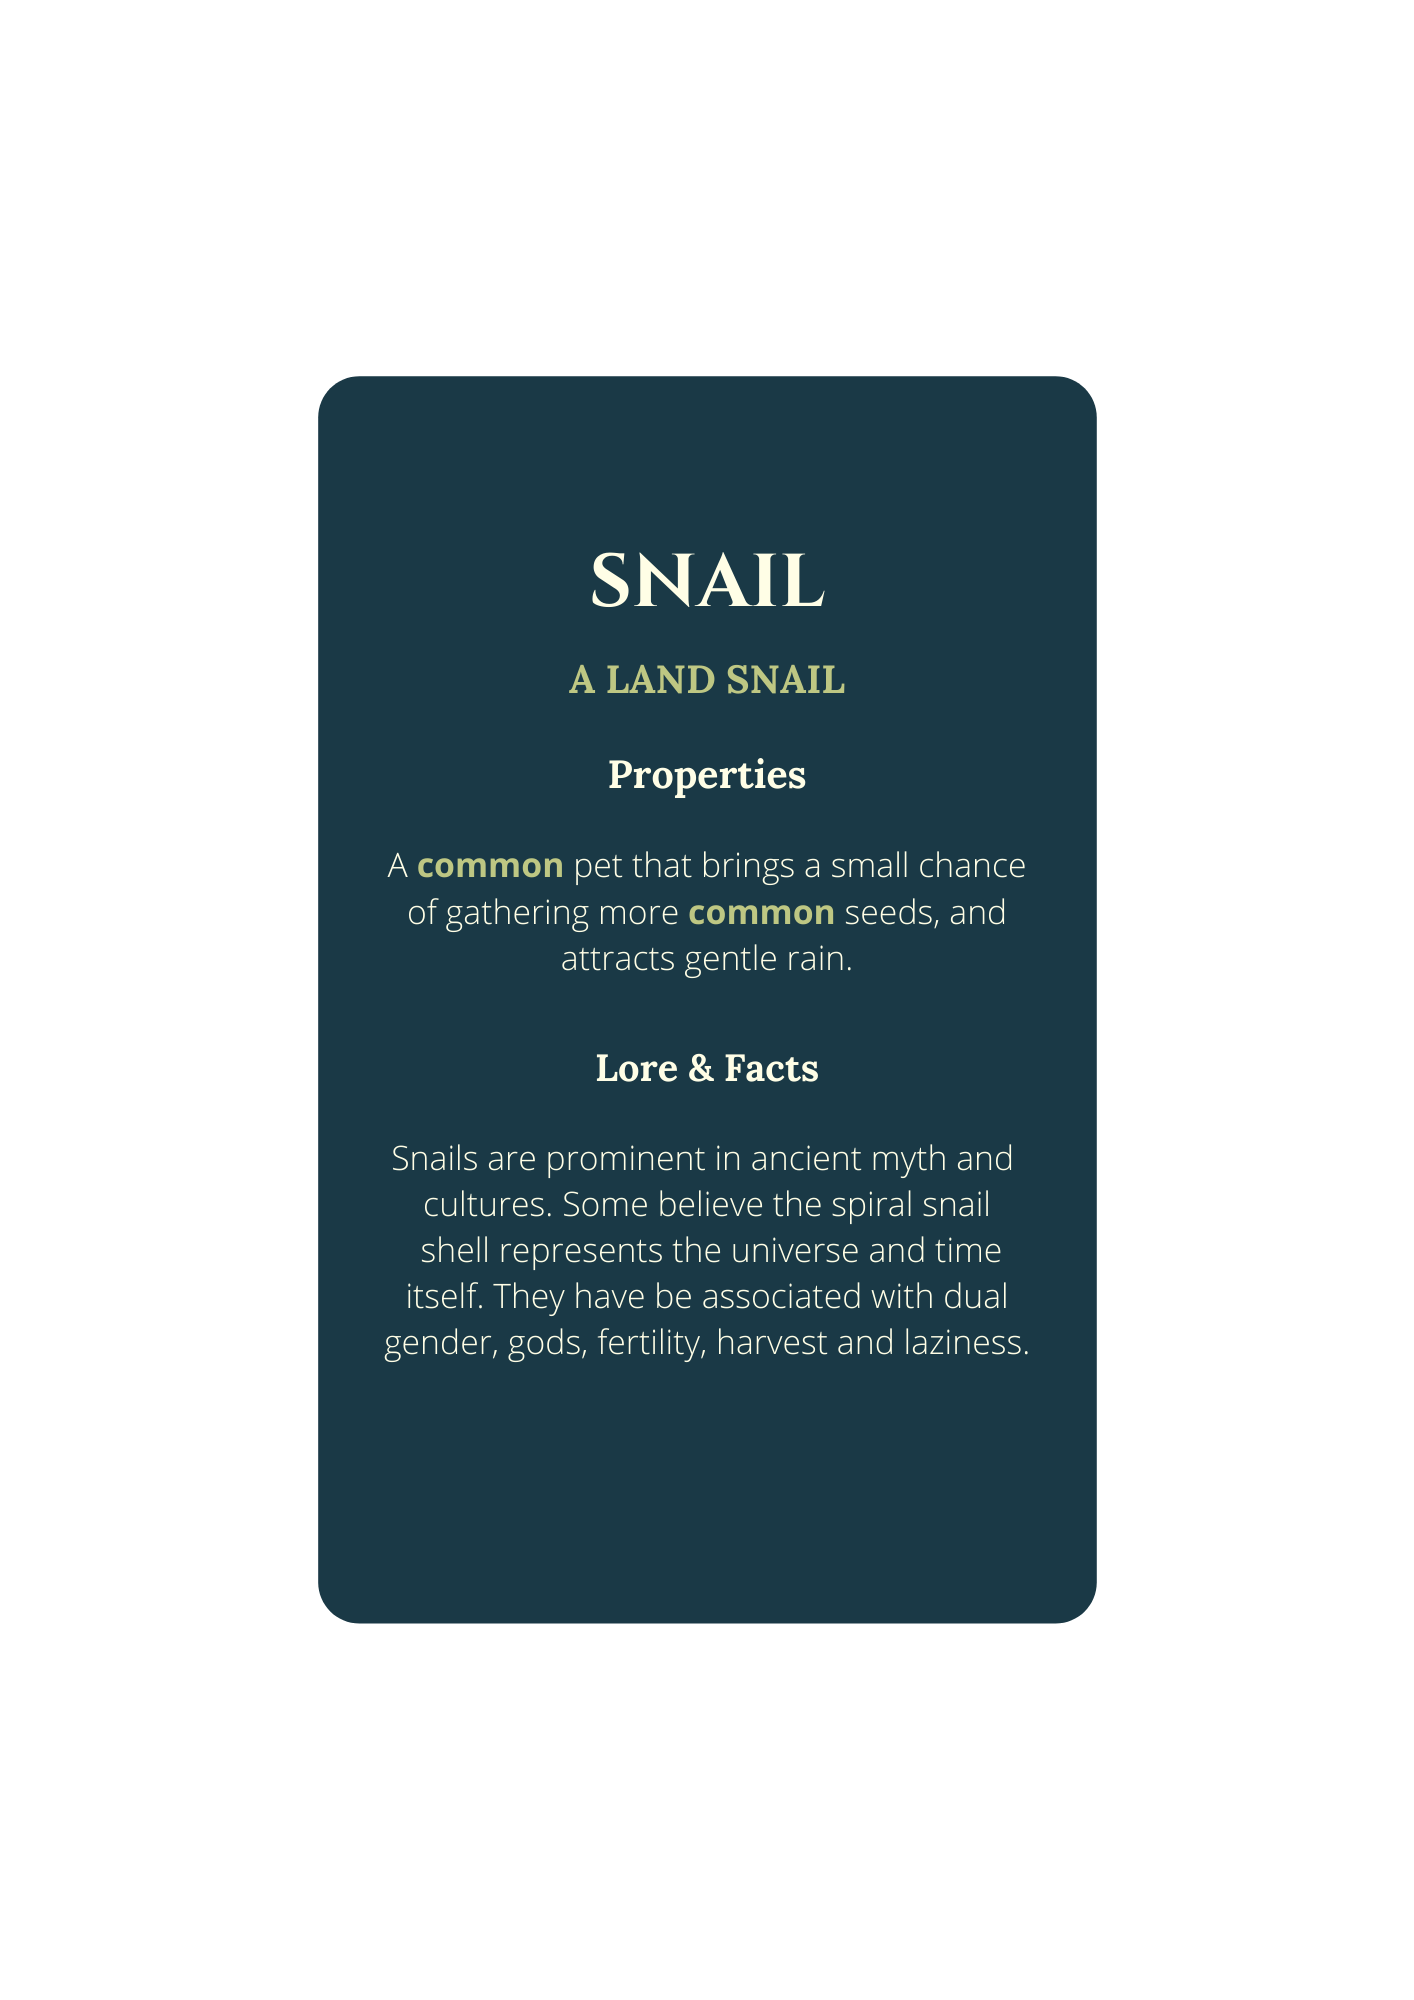 SNAIL
A LAND SNAIL
Properties
A common pet that brings a small chance
of gathering more common seeds, and
attracts gentle rain.
Lore & Facts
Snails are prominent in ancient myth and
cultures. Some believe the spiral snail
shell represents the universe and time
itself. They have be associated with dual
gender, gods, fertility, harvest and laziness.